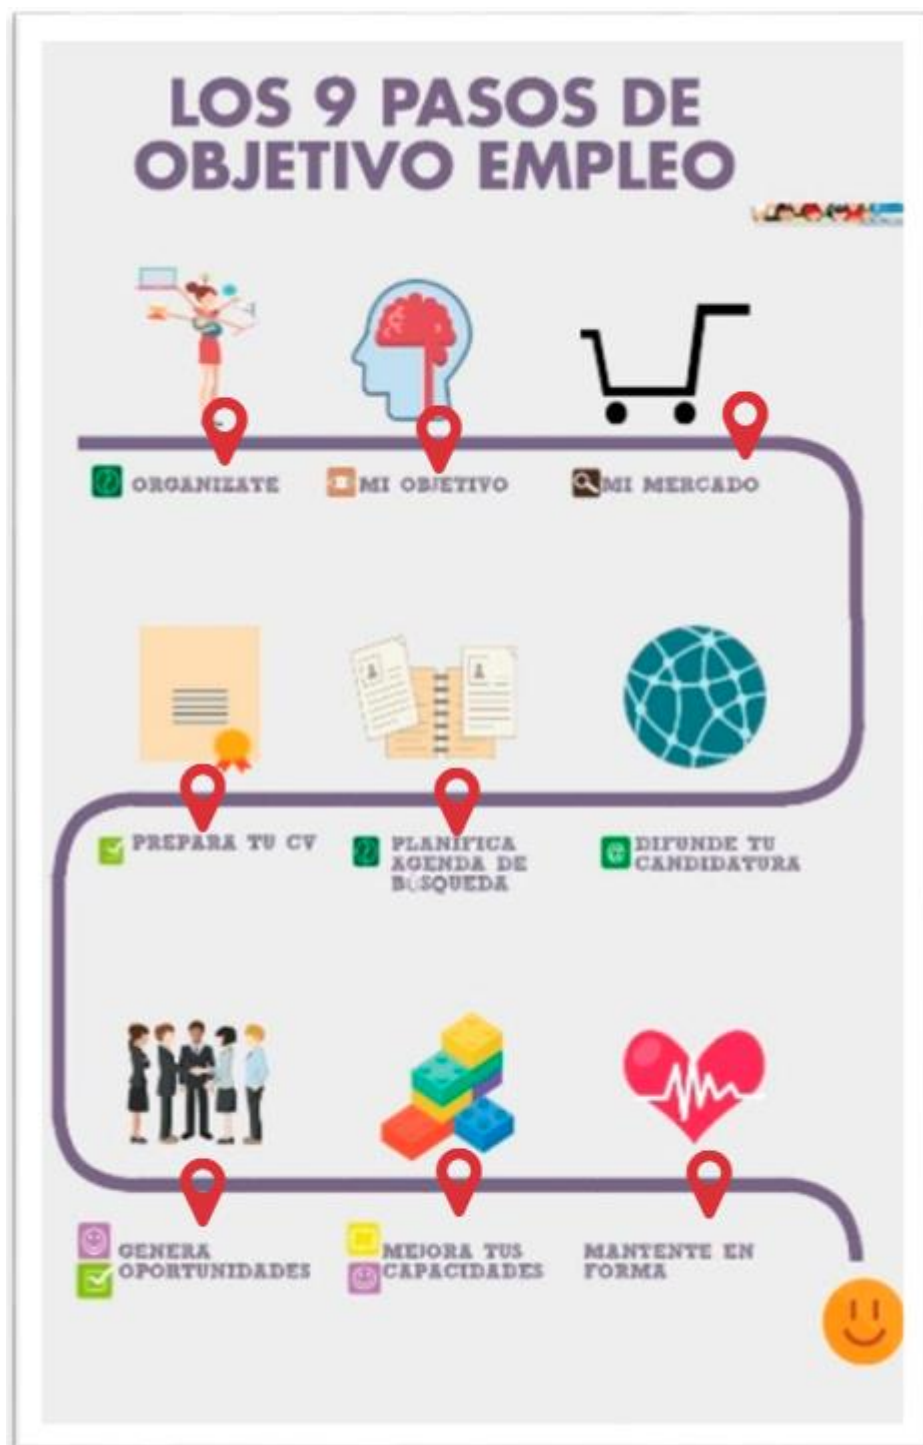 LOS 9 PASOS DE
OBJETIVO EMPLEO
ORGANIZATE
MI OBJETIVO
MI MERCADO
PREPARA TU CV
PLANIFICA
AGENDA DE
BÚSQUEDA
DIFUNDE TU
CANDIDATURA
GENERA
OPORTUNIDADES
MEJORA TUS
CAPACIDADES
MANTENTE EN
FORMA